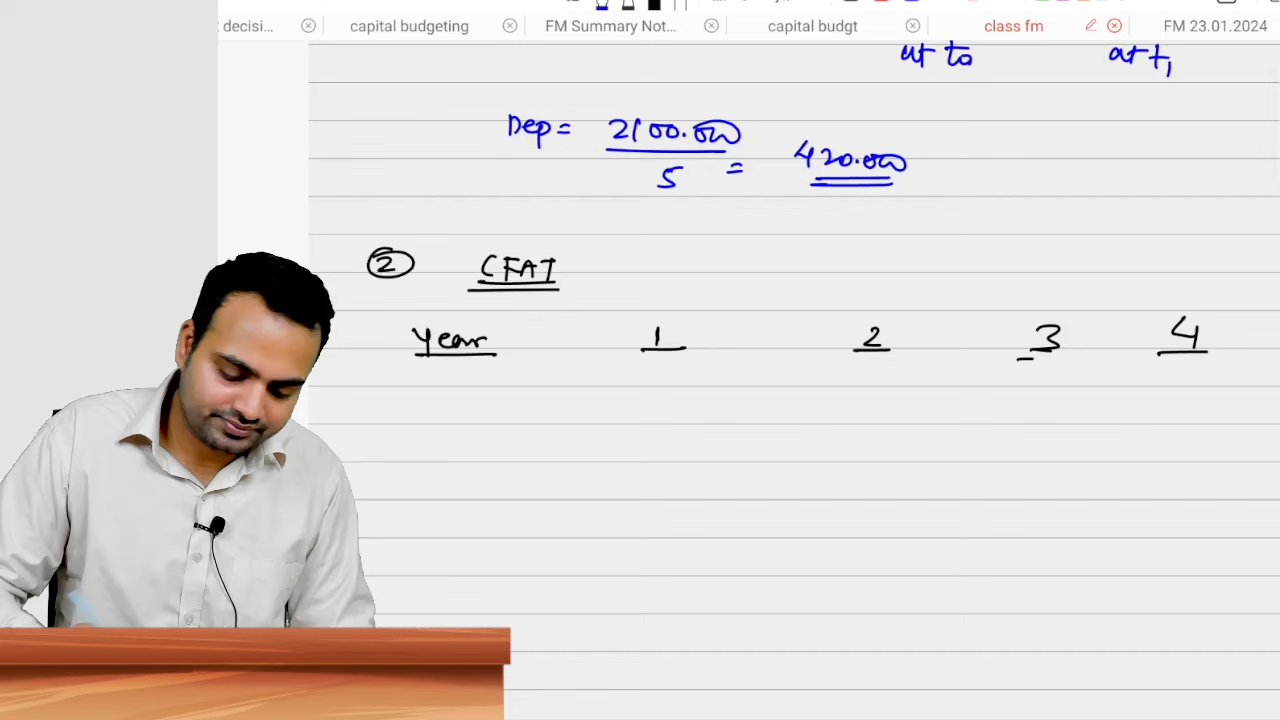 t decisi... capital budgeting FM Summary Not... capital budgt class fm FM 23.01.2024
at t0 at t1
Dep = 2100.000 / 5 = 420.000
2 CFAT
Year 1 2 3 4